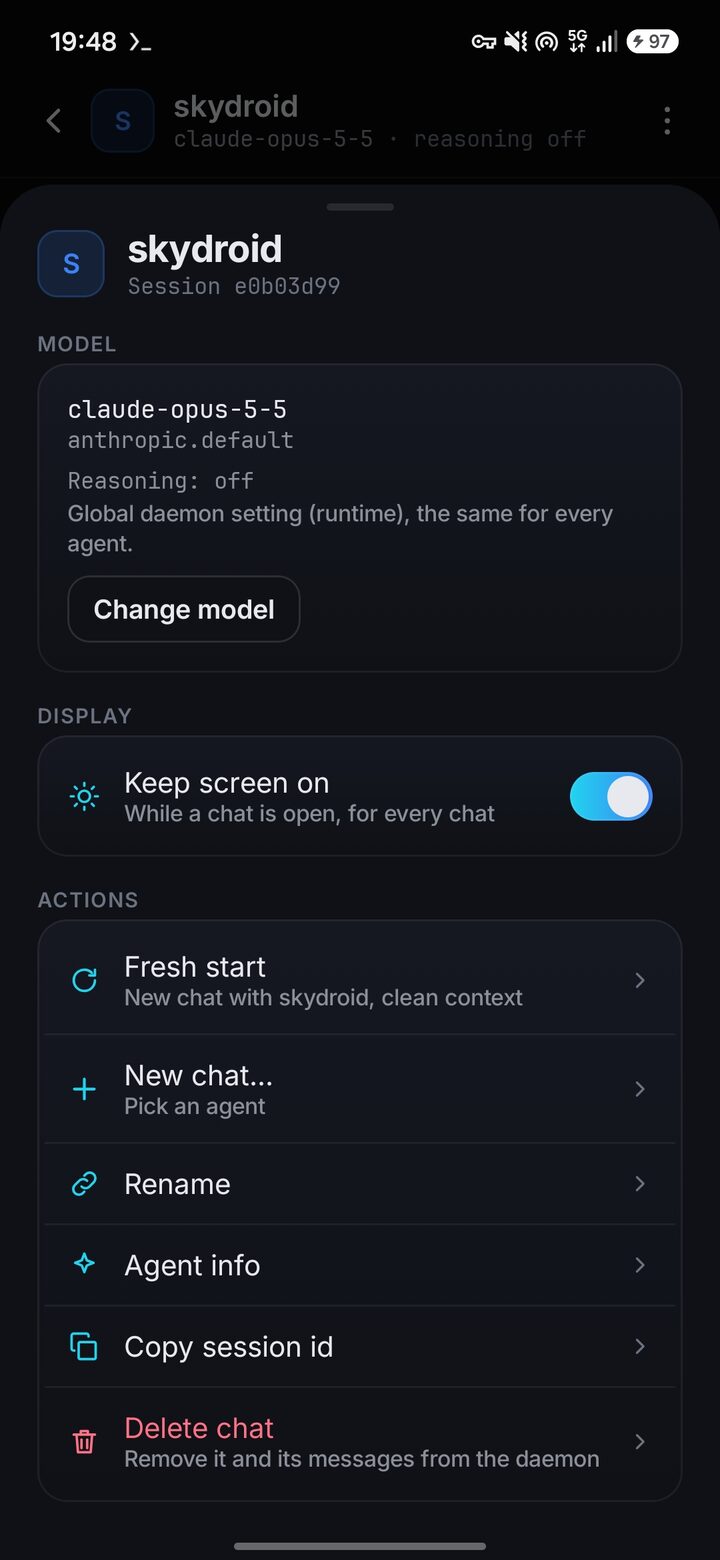 19:48
5G
97
S
skydroid
claude-opus-5-5 · reasoning off
S
skydroid
Session e0b03d99
MODEL
claude-opus-5-5
anthropic.default
Reasoning: off
Global daemon setting (runtime), the same for every
agent.
Change model
DISPLAY
Keep screen on
While a chat is open, for every chat
ACTIONS
Fresh start
New chat with skydroid, clean context
New chat...
Pick an agent
Rename
Agent info
Copy session id
Delete chat
Remove it and its messages from the daemon